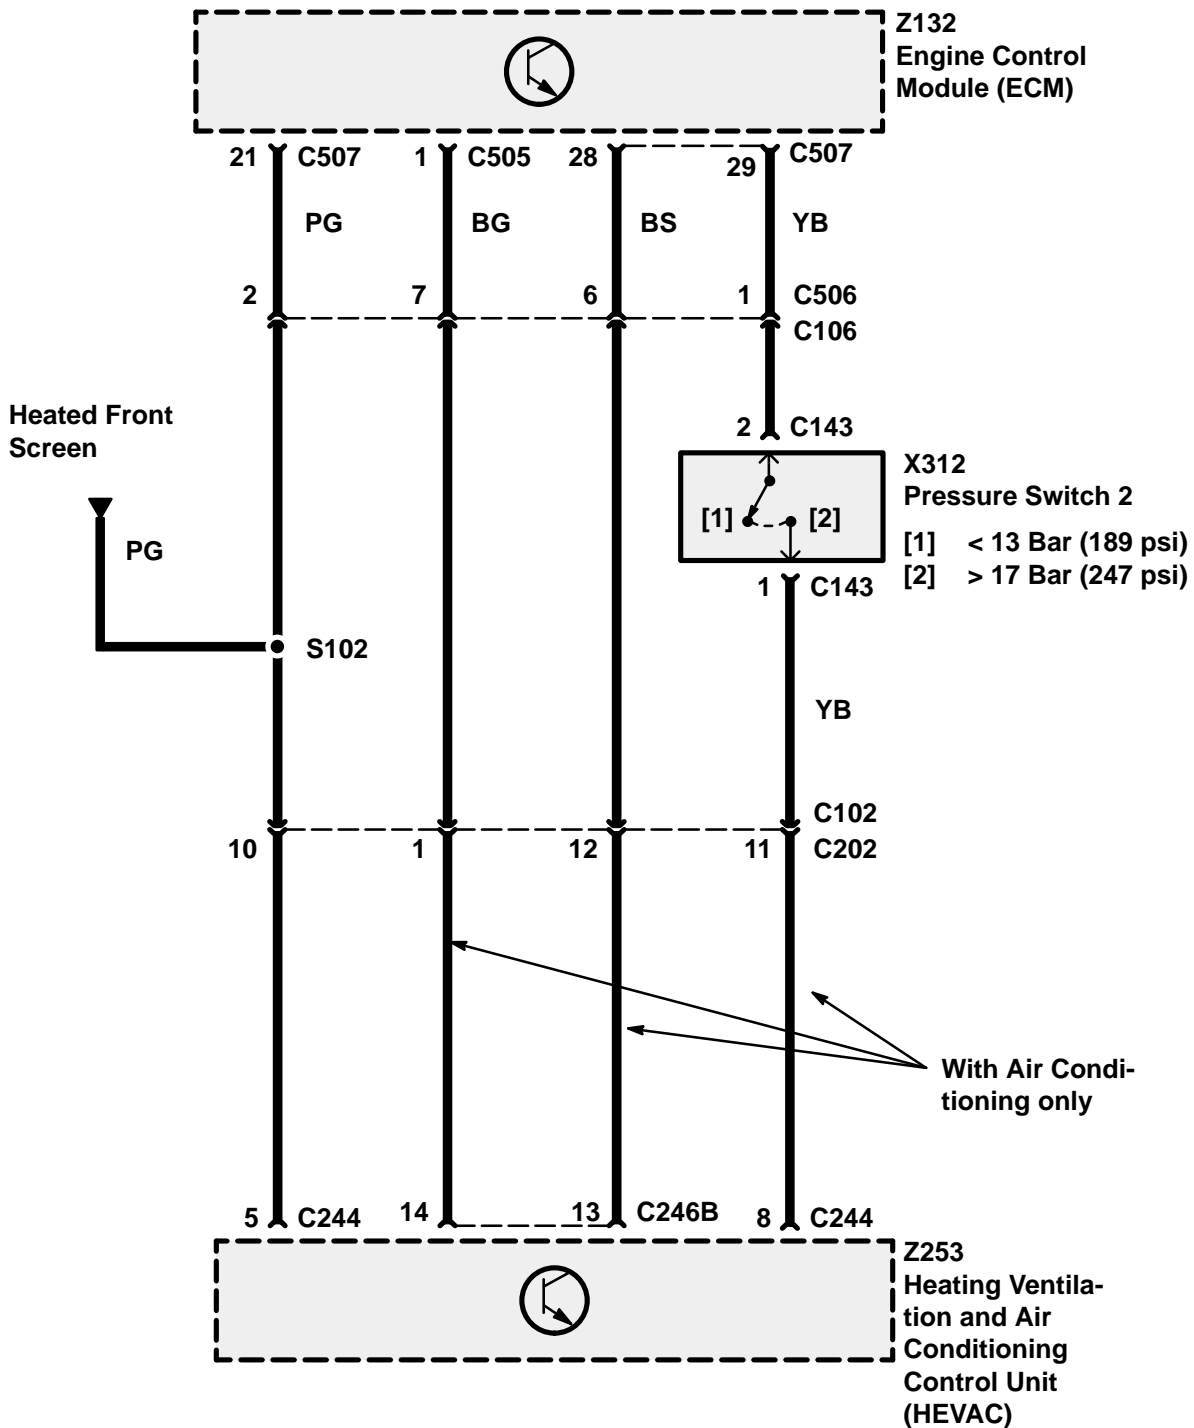 Z132
Engine Control
Module (ECM)
21 C507 1 C505 28 29 C507
PG BG BS YB
2 7 6 1 C506
C106
Heated Front
Screen
2 C143
X312
Pressure Switch 2
[1] [2]
[1] < 13 Bar (189 psi)
[2] > 17 Bar (247 psi)
PG
1 C143
S102
YB
C102
10 1 12 11 C202
With Air Condi-
tioning only
5 C244 14 13 C246B 8 C244
Z253
Heating Ventila-
tion and Air
Conditioning
Control Unit
(HEVAC)